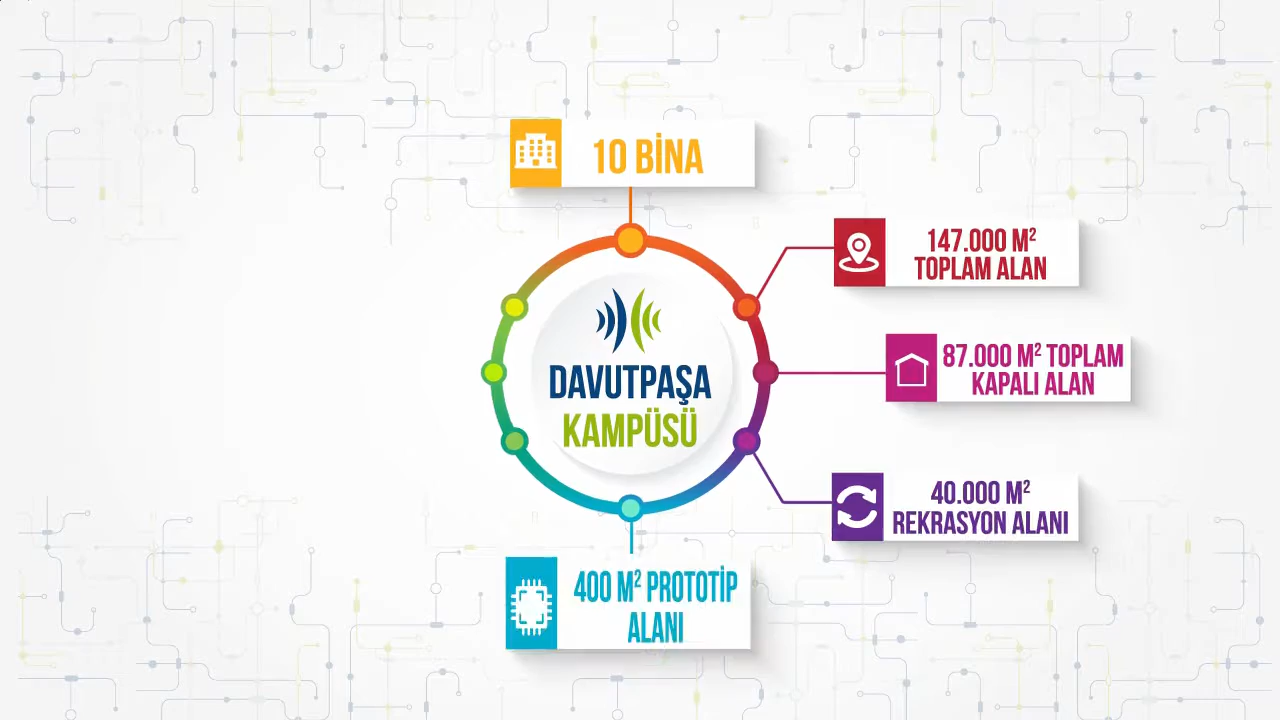 10 BİNA
147.000 M²
TOPLAM ALAN
87.000 M² TOPLAM
KAPALI ALAN
DAVUTPAŞA
KAMPÜSÜ
40.000 M²
REKRASYON ALANI
400 M² PROTOTİP
ALANI